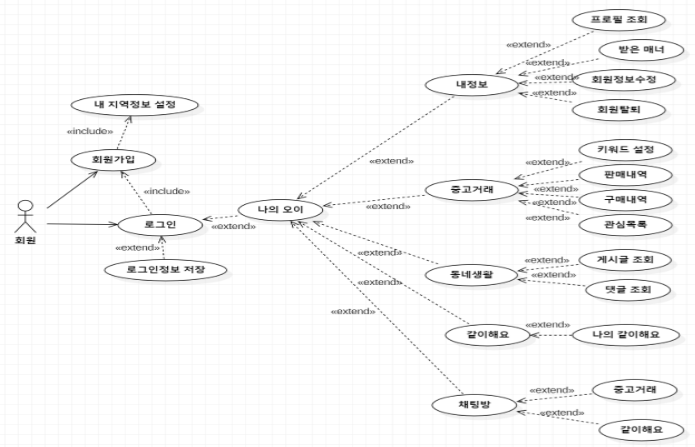 프로필 조회
«extend»
받은 매너
«extend»
내정보
«extend»
회원정보수정
«extend»
회원탈퇴
내 지역정보 설정
«include»
회원가입
«extend»
키워드 설정
«extend»
판매내역
중고거래
«extend»
구매내역
«extend»
«extend»
관심목록
«include»
«extend»
나의 오이
회원
로그인
«extend»
«extend»
로그인정보 저장
동네생활
«extend»
게시글 조회
«extend»
댓글 조회
«extend»
«extend»
같이해요
«extend»
나의 같이해요
채팅방
«extend»
중고거래
«extend»
같이해요